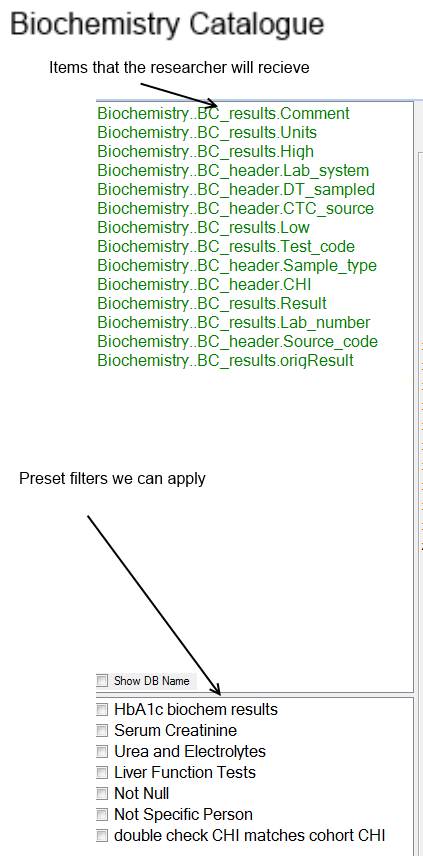 Biochemistry Catalogue
Items that the researcher will recieve
Biochemistry..BC_results.Comment
Biochemistry..BC_results.Units
Biochemistry..BC_results.High
Biochemistry..BC_header.Lab_system
Biochemistry..BC_header.DT_sampled
Biochemistry..BC_header.CTC_source
Biochemistry..BC_results.Low
Biochemistry..BC_results.Test_code
Biochemistry..BC_header.Sample_type
Biochemistry..BC_header.CHI
Biochemistry..BC_results.Result
Biochemistry..BC_results.Lab_number
Biochemistry..BC_header.Source_code
Biochemistry..BC_results.origResult
Preset filters we can apply
Show DB Name
HbA1c biochem results
Serum Creatinine
Urea and Electrolytes
Liver Function Tests
Not Null
Not Specific Person
double check CHI matches cohort CHI